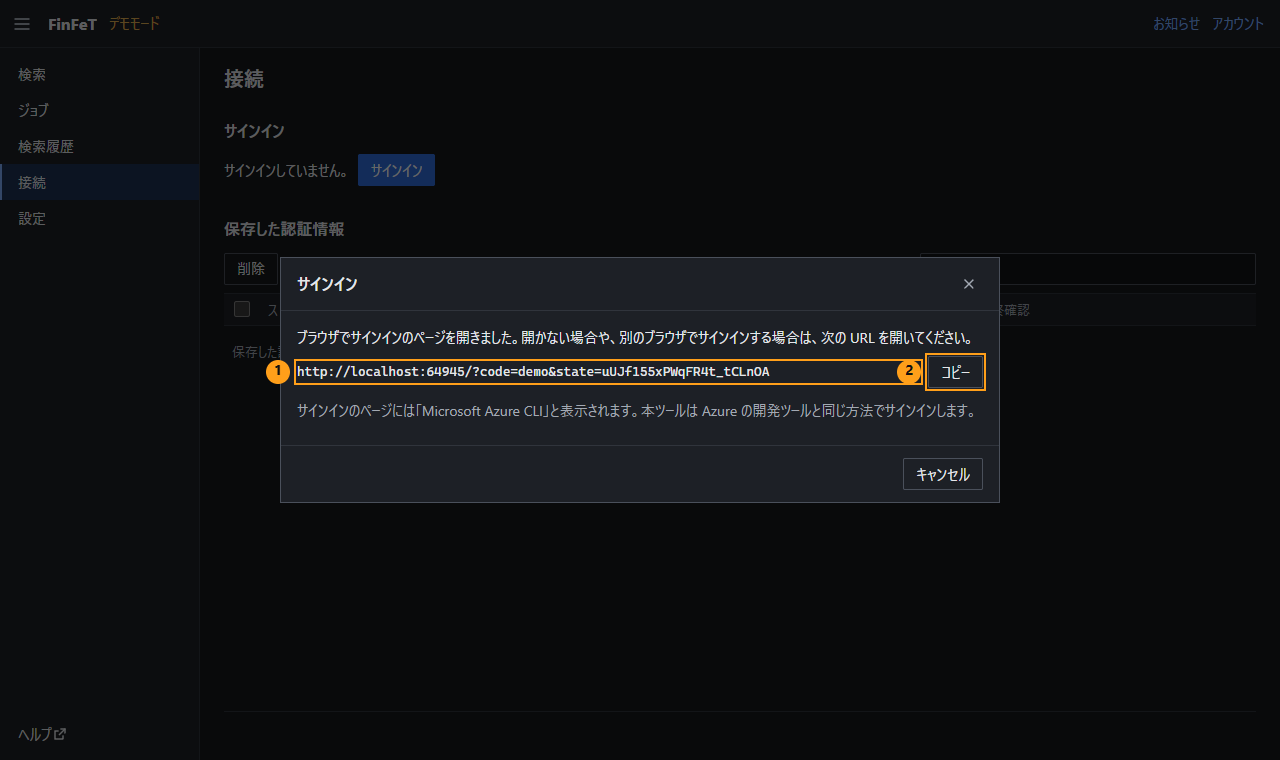 FinFeT デモモード お知らせ アカウント
検索
ジョブ
検索履歴
接続
設定
ヘルプ
接続
サインイン
サインインしていません。 サインイン
保存した認証情報
削除
確認
保存した
サインイン
ブラウザでサインインのページを開きました。開かない場合や、別のブラウザでサインインする場合は、次の URL を開いてください。
1 http://localhost:64945/?code=demo&state=uUJf155xPWqFR4t_tCLnOA 2 コピー
サインインのページには「Microsoft Azure CLI」と表示されます。本ツールは Azure の開発ツールと同じ方法でサインインします。
キャンセル